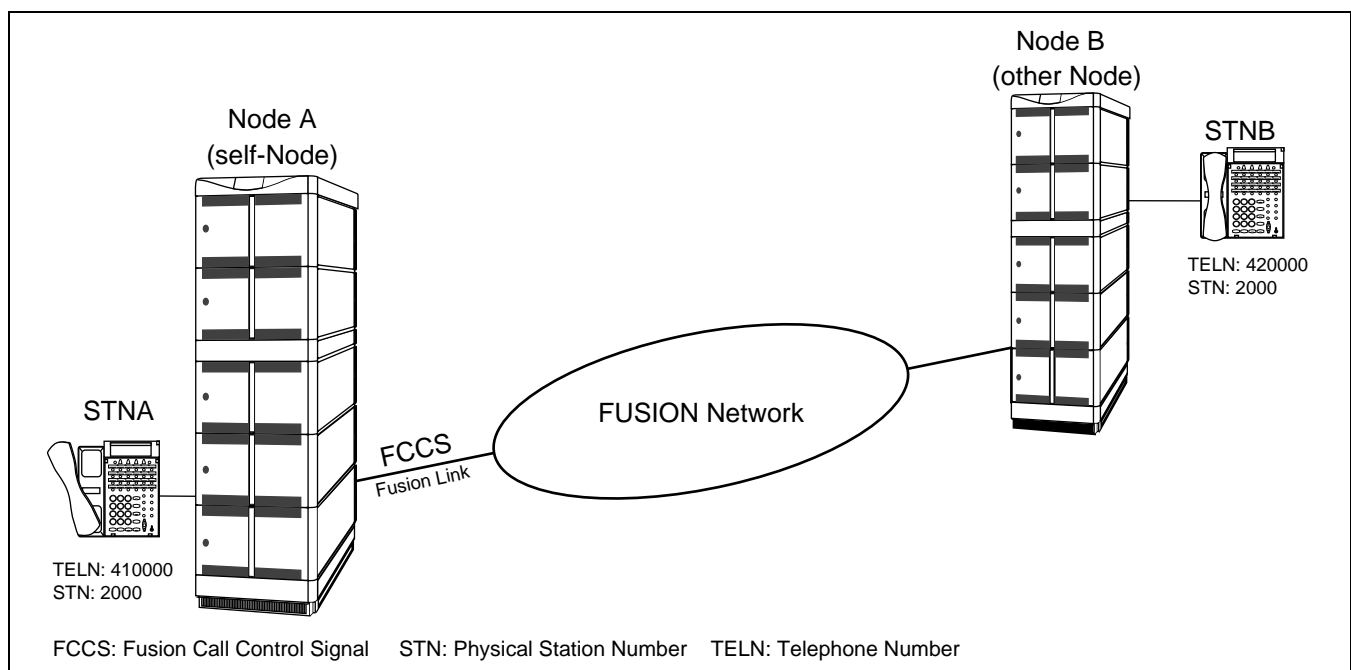 Node B
(other Node)
Node A
(self-Node)
STNB
TELN: 420000
STN: 2000
STNA
FUSION Network
FCCS
Fusion Link
TELN: 410000
STN: 2000
FCCS: Fusion Call Control Signal STN: Physical Station Number TELN: Telephone Number